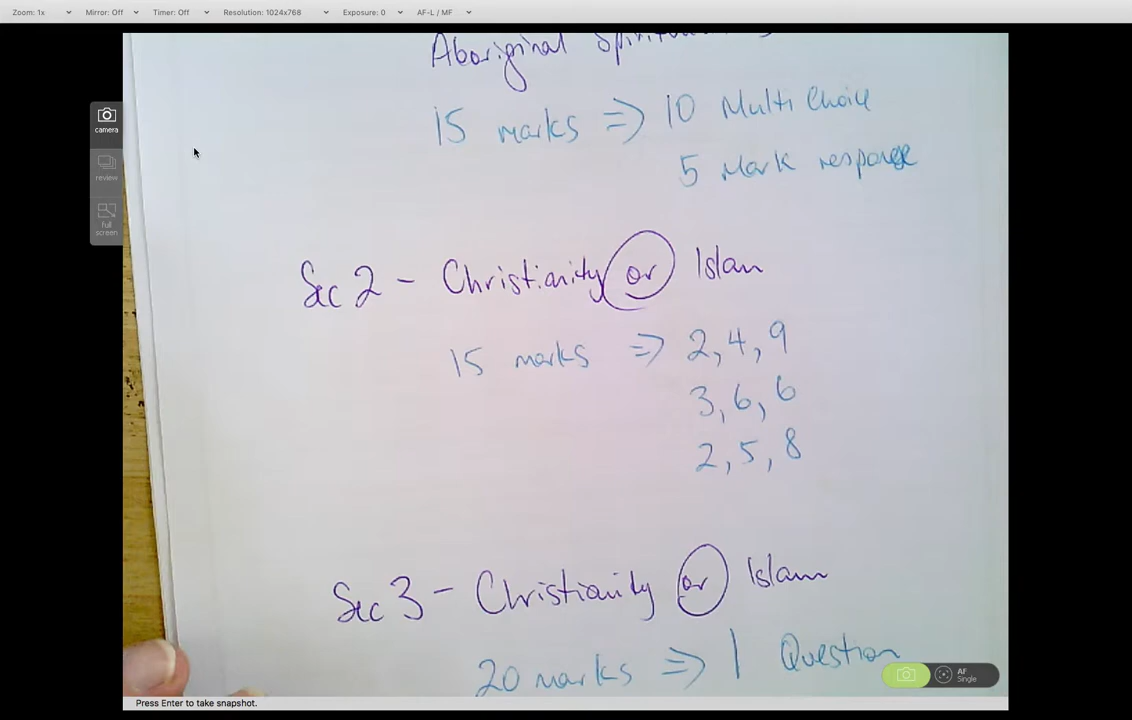 Zoom: 1x Mirror: Off Timer: Off Resolution: 1024x768 Exposure: 0 AF-L / MF
Aboriginal
camera
15 marks ⇒ 10 Multi Choice
review
5 Mark response
full
screen
Sec 2 - Christianity or Islam
15 marks ⇒ 2, 4, 9
3, 6, 6
2, 5, 8
Sec 3 - Christianity or Islam
20 marks ⇒ 1 Question
AF
Single
Press Enter to take snapshot.